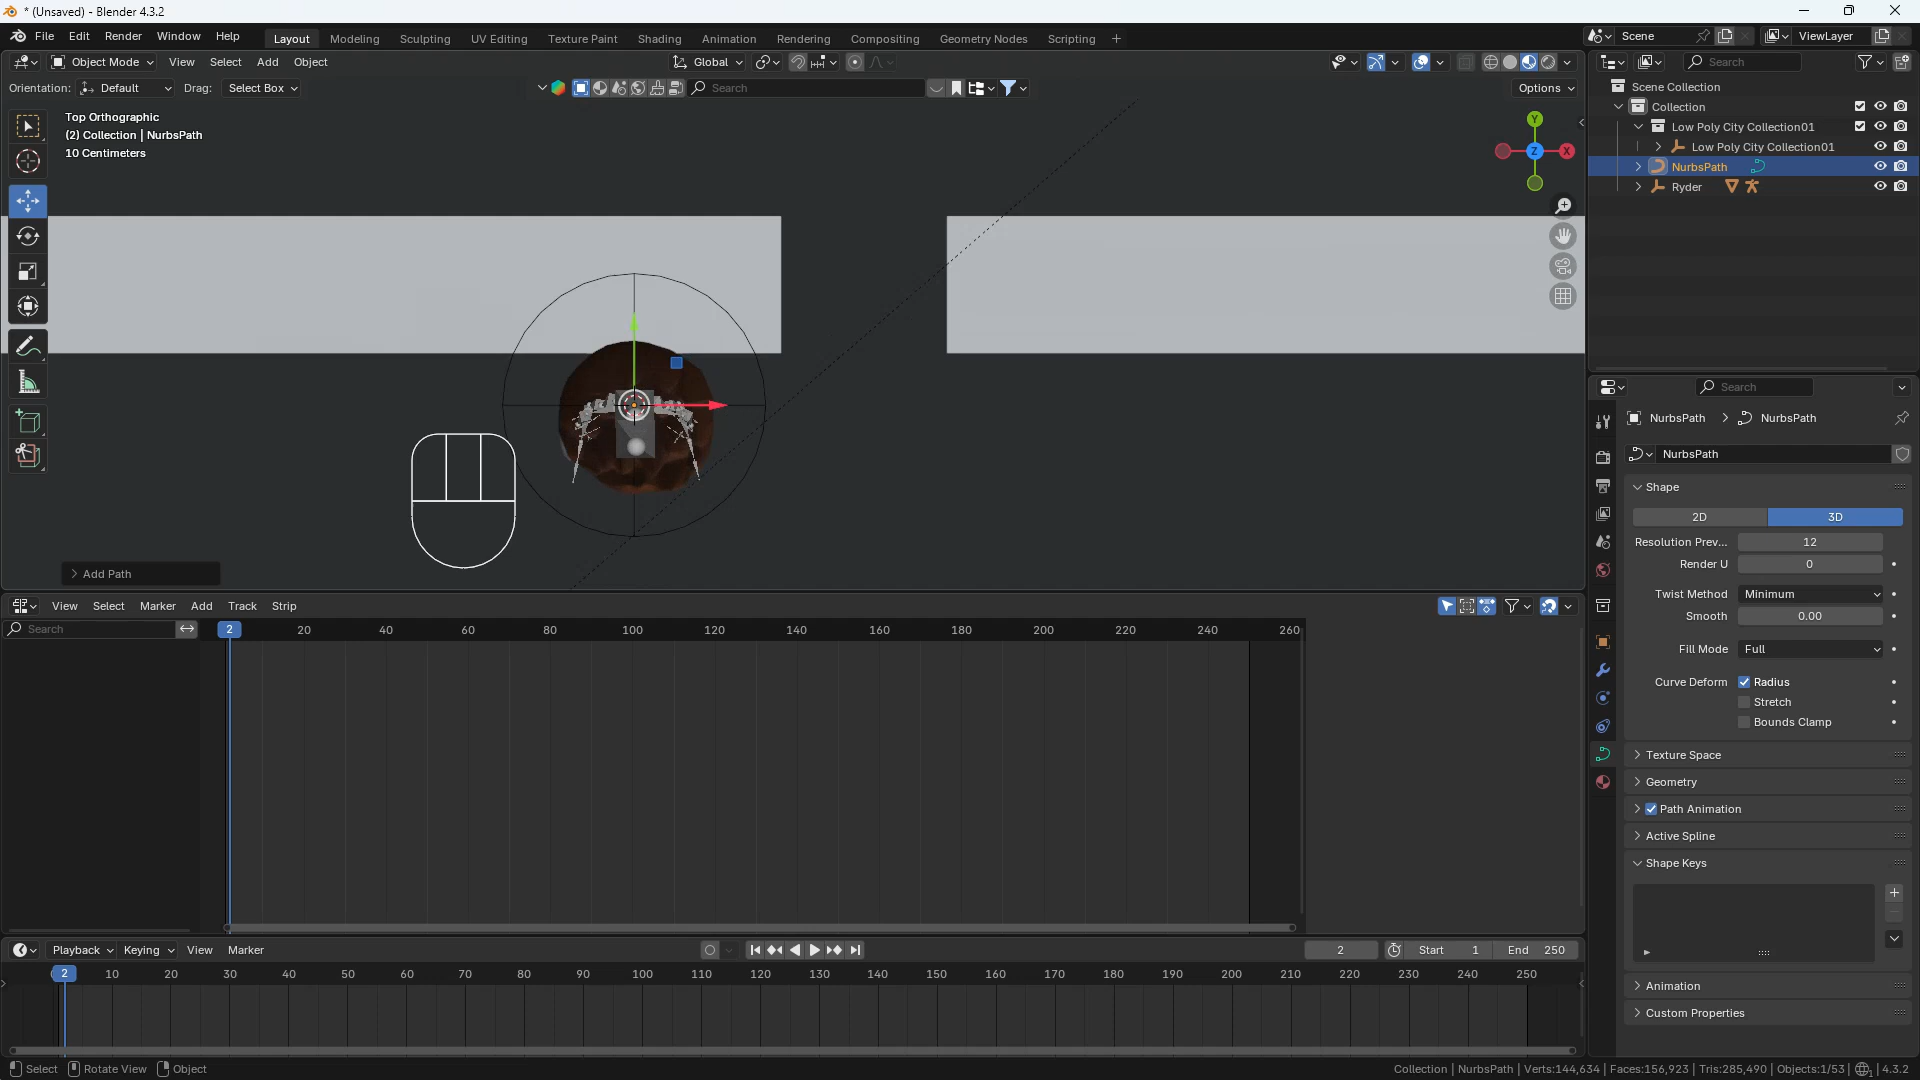 * (Unsaved) - Blender 4.3.2
File Edit Render Window Help Layout Modeling Sculpting UV Editing Texture Paint Shading Animation Rendering Compositing Geometry Nodes Scripting + Scene ViewLayer
Object Mode View Select Add Object Global
Orientation: Default Drag: Select Box Search Options
Top Orthographic
(2) Collection | NurbsPath
10 Centimeters
Y
X
Z
Add Path
Search
Scene Collection
Collection
Low Poly City Collection01
Low Poly City Collection01
NurbsPath
Ryder
Search
NurbsPath > NurbsPath
NurbsPath
Shape
2D 3D
Resolution Prev... 12
Render U 0
Twist Method Minimum
Smooth 0.00
Fill Mode Full
Curve Deform Radius
Stretch
Bounds Clamp
Texture Space
Geometry
Path Animation
Active Spline
Shape Keys
Animation
Custom Properties
View Select Marker Add Track Strip
Search 2 20 40 60 80 100 120 140 160 180 200 220 240 260
Playback Keying View Marker 2 Start 1 End 250
2 10 20 30 40 50 60 70 80 90 100 110 120 130 140 150 160 170 180 190 200 210 220 230 240 250
Select Rotate View Object Collection | NurbsPath | Verts:144,634 | Faces:156,923 | Tris:285,490 | Objects:1/53 | 4.3.2